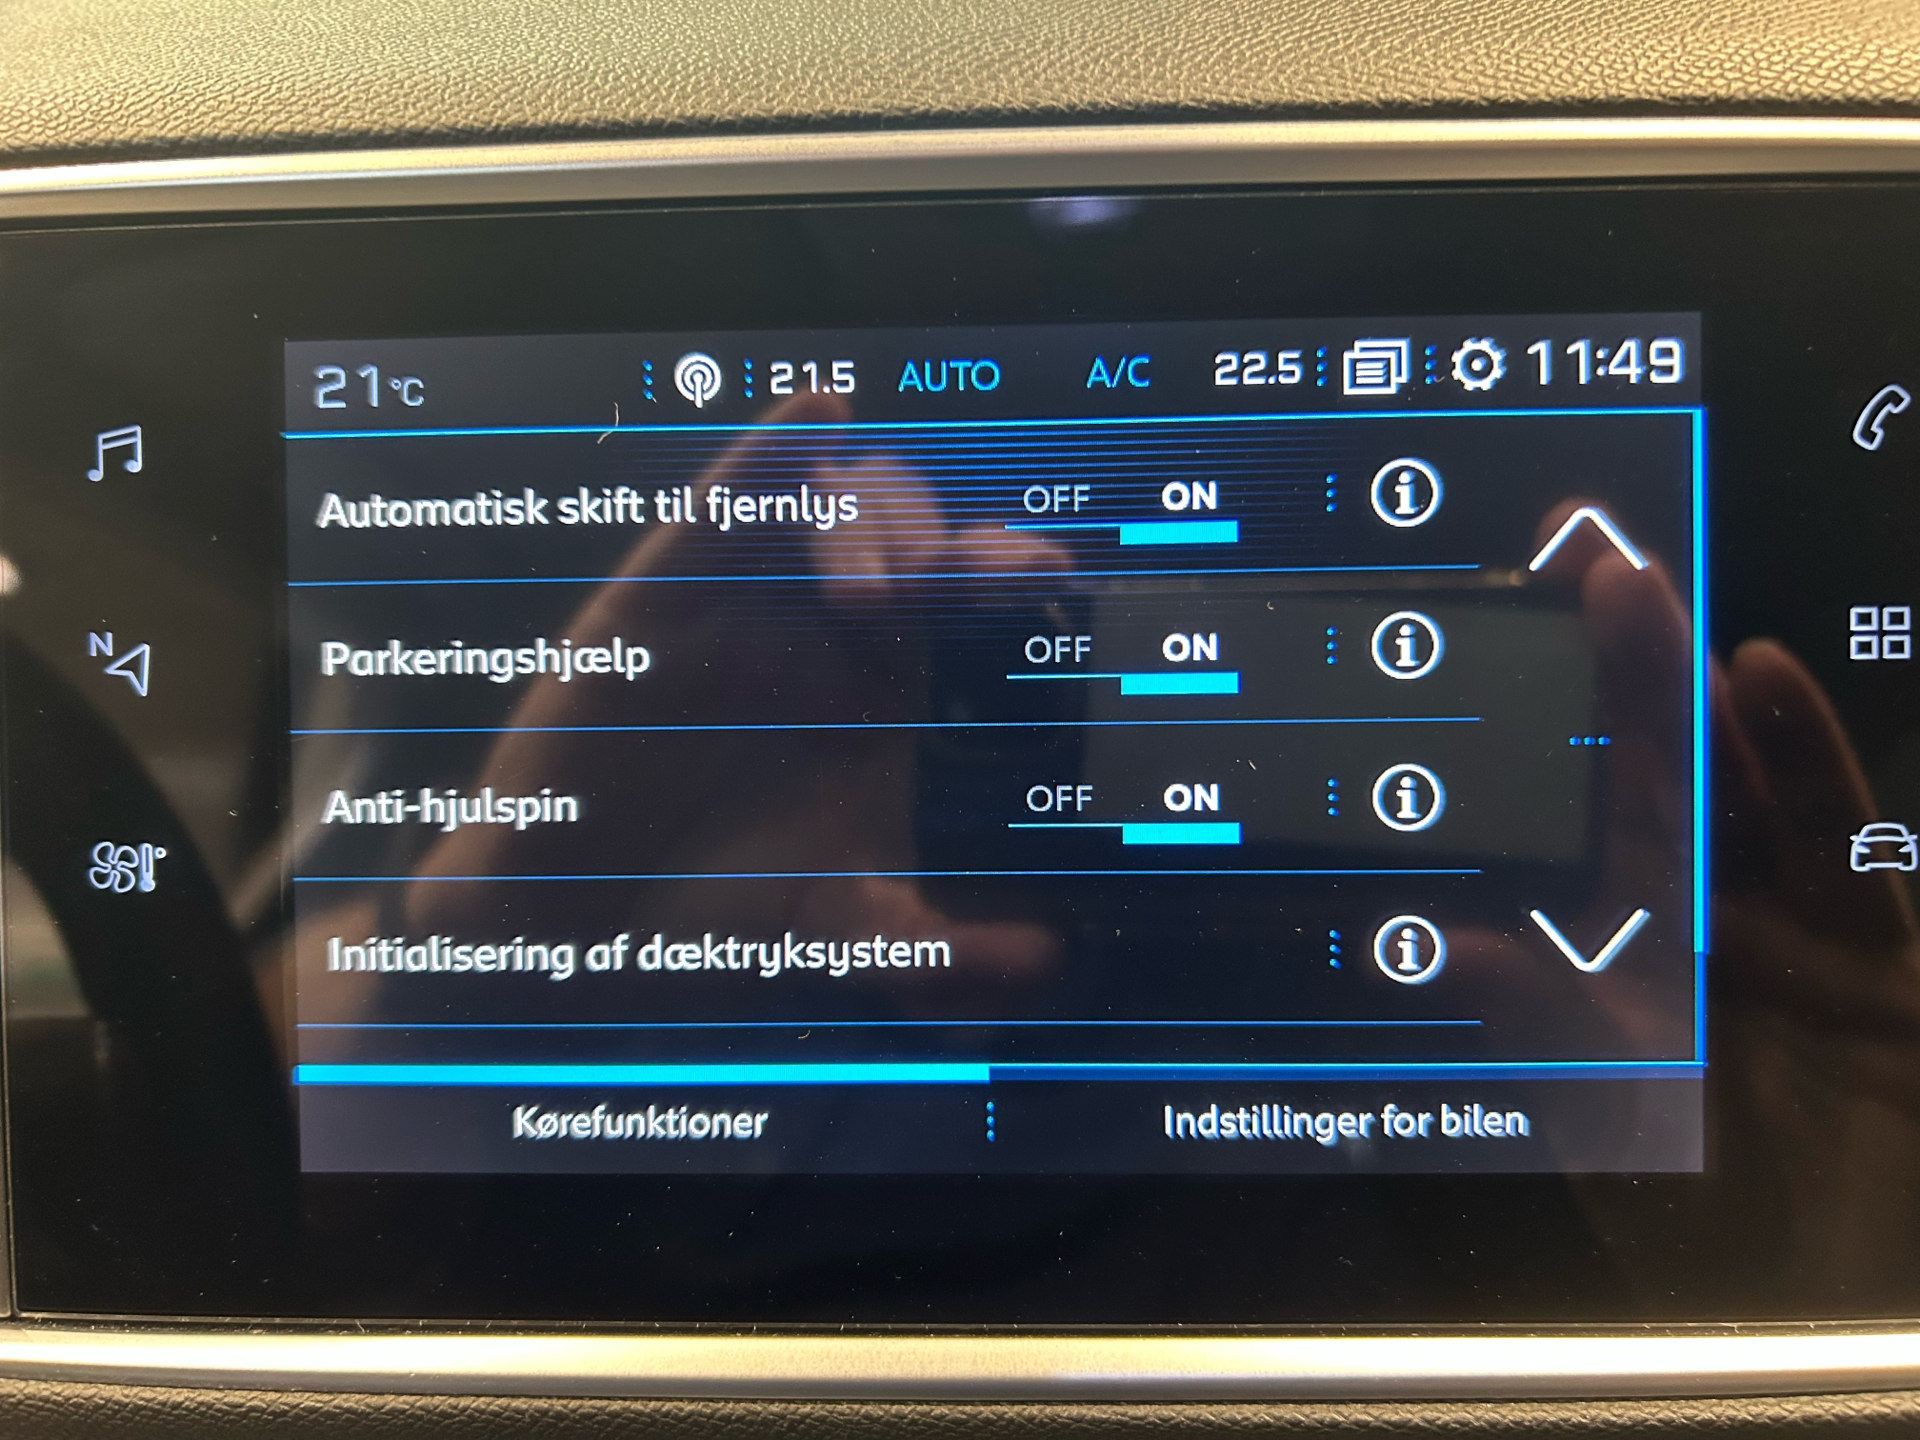 21°C 21.5 AUTO A/C 22.5 11:49
Automatisk skift til fjernlys OFF ON i
Parkeringshjælp OFF ON i
N
Anti-hjulspin OFF ON i
Initialisering af dæktryksystem i
Kørefunktioner Indstillinger for bilen